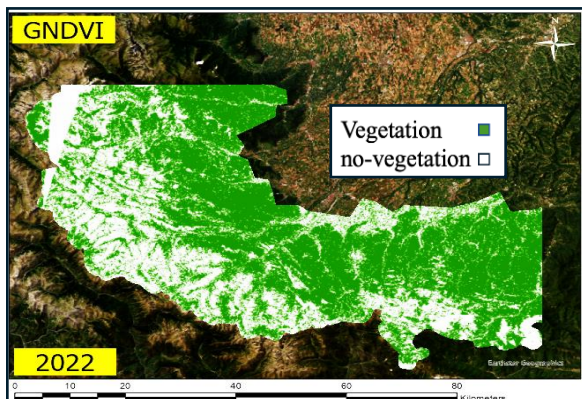 GNDVI
N
Vegetation
no-vegetation
2022
Earthstar Geographics
0 10 20 40 60 80
Kilometers